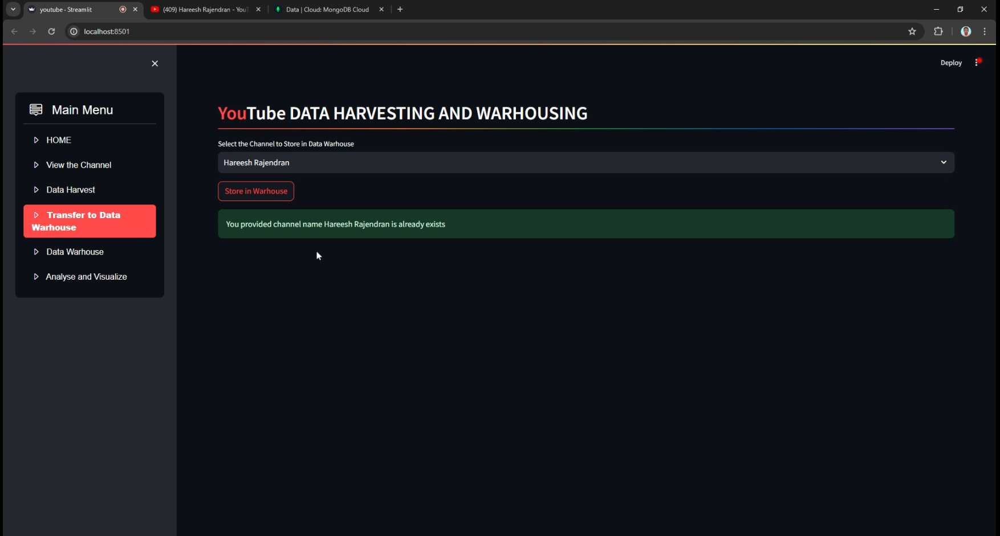 youtube · Streamlit
(409) Hareesh Rajendran - YouT
Data | Cloud: MongoDB Cloud
localhost:8501
Deploy
Main Menu
HOME
View the Channel
Data Harvest
Transfer to Data
Warhouse
Data Warhouse
Analyse and Visualize
YouTube DATA HARVESTING AND WARHOUSING
Select the Channel to Store in Data Warhouse
Hareesh Rajendran
Store in Warhouse
You provided channel name Hareesh Rajendran is already exists